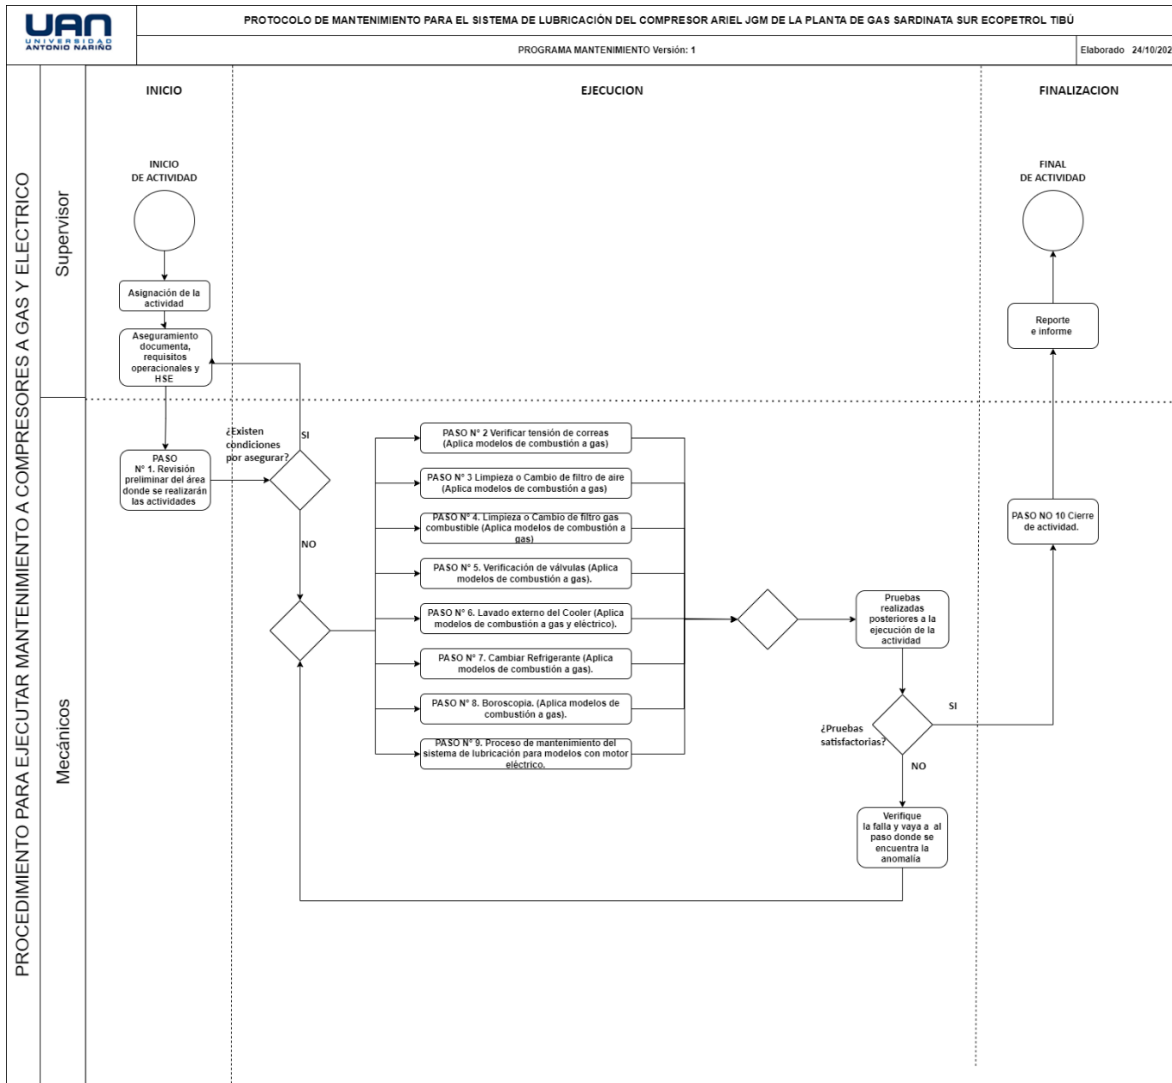 UAN
UNIVERSIDAD
ANTONIO NARIÑO
PROTOCOLO DE MANTENIMIENTO PARA EL SISTEMA DE LUBRICACIÓN DEL COMPRESOR ARIEL JGM DE LA PLANTA DE GAS SARDINATA SUR ECOPETROL TIBÚ
PROGRAMA MANTENIMIENTO Versión: 1
Elaborado 24/10/202
PROCEDIMIENTO PARA EJECUTAR MANTENIMIENTO A COMPRESORES A GAS Y ELECTRICO
Supervisor
Mecánicos
INICIO
EJECUCION
FINALIZACION
INICIO
DE ACTIVIDAD
Asignación de la
actividad
Aseguramiento
documenta,
requisitos
operacionales y
HSE
PASO
N° 1. Revisión
preliminar del área
donde se realizarán
las actividades
¿Existen
condiciones
por asegurar?
SI
NO
PASO N° 2 Verificar tensión de correas
(Aplica modelos de combustión a gas)
PASO N° 3 Limpieza o Cambio de filtro de aire
(Aplica modelos de combustión a gas)
PASO N° 4. Limpieza o Cambio de filtro gas
combustible (Aplica modelos de combustión a
gas)
PASO N° 5. Verificación de válvulas (Aplica
modelos de combustión a gas).
PASO N° 6. Lavado externo del Cooler (Aplica
modelos de combustión a gas y eléctrico).
PASO N° 7. Cambiar Refrigerante (Aplica
modelos de combustión a gas).
PASO N° 8. Boroscopia. (Aplica modelos de
combustión a gas).
PASO N° 9. Proceso de mantenimiento del
sistema de lubricación para modelos con motor
eléctrico.
Pruebas
realizadas
posteriores a la
ejecución de la
actividad
¿Pruebas
satisfactorias?
SI
NO
Verifique
la falla y vaya a al
paso donde se
encuentra la
anomalía
PASO NO 10 Cierre
de actividad.
Reporte
e informe
FINAL
DE ACTIVIDAD